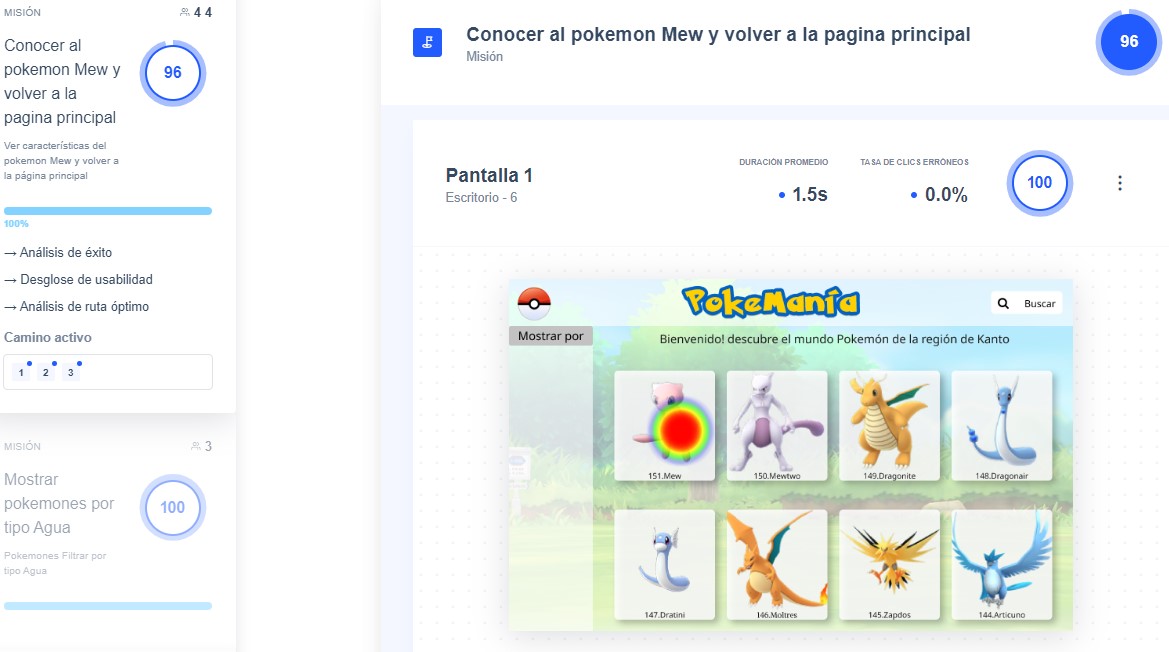 MISIÓN
4 4
Conocer al
pokemon Mew y
volver a la
pagina principal
96
Ver características del
pokemon Mew y volver a
la página principal
100%
→ Análisis de éxito
→ Desglose de usabilidad
→ Análisis de ruta óptimo
Camino activo
1 2 3
MISIÓN
3
Mostrar
pokemones por
tipo Agua
100
Pokemones Filtrar por
tipo Agua
Conocer al pokemon Mew y volver a la pagina principal
Misión
96
Pantalla 1
Escritorio - 6
DURACIÓN PROMEDIO
1.5s
TASA DE CLICS ERRÓNEOS
0.0%
100
PokeManía
Buscar
Mostrar por
Bienvenido! descubre el mundo Pokemón de la región de Kanto
151.Mew
150.Mewtwo
149.Dragonite
148.Dragonair
147.Dratini
146.Moltres
145.Zapdos
144.Articuno